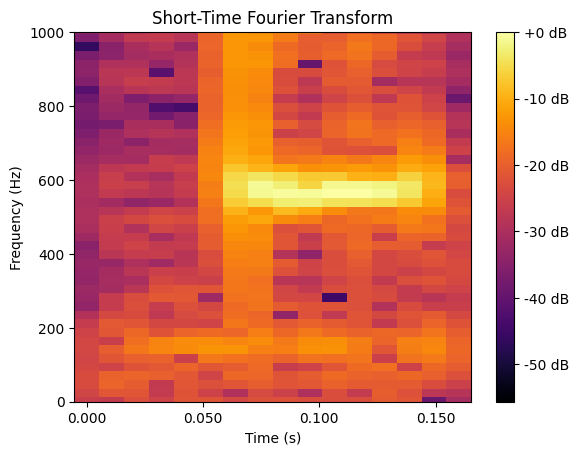 Short-Time Fourier Transform
1000
800
600
400
200
0
Frequency (Hz)
0.000
0.050
0.100
0.150
Time (s)
+0 dB
-10 dB
-20 dB
-30 dB
-40 dB
-50 dB